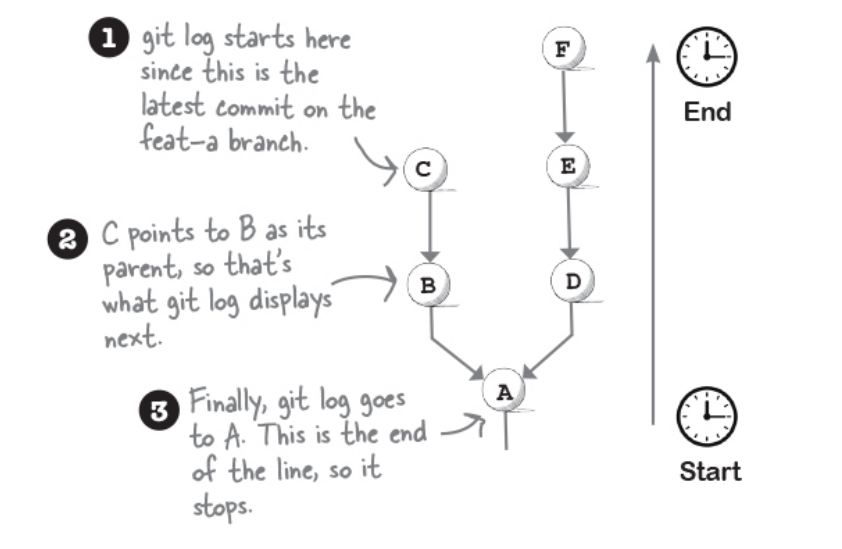 1 git log starts here
since this is the
latest commit on the
feat-a branch.
F
End
C
E
2 C points to B as its
parent, so that's
what git log displays
next.
B
D
3 Finally, git log goes
to A. This is the end
of the line, so it
stops.
A
Start